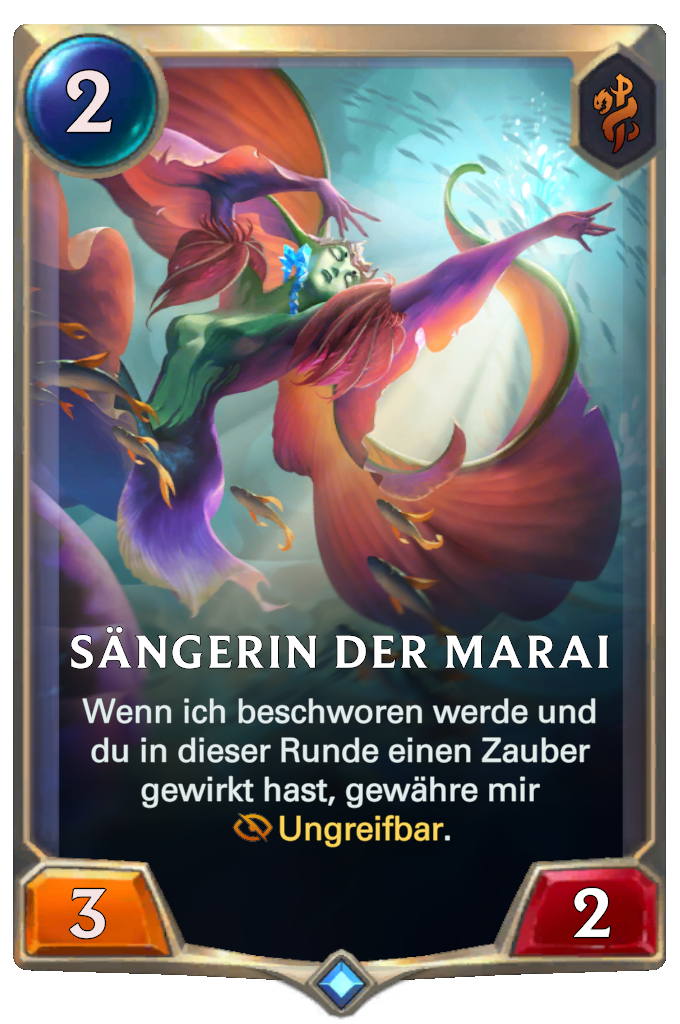 2
SÄNGERIN DER MARAI
Wenn ich beschworen werde und
du in dieser Runde einen Zauber
gewirkt hast, gewähre mir
Ungreifbar.
3
2